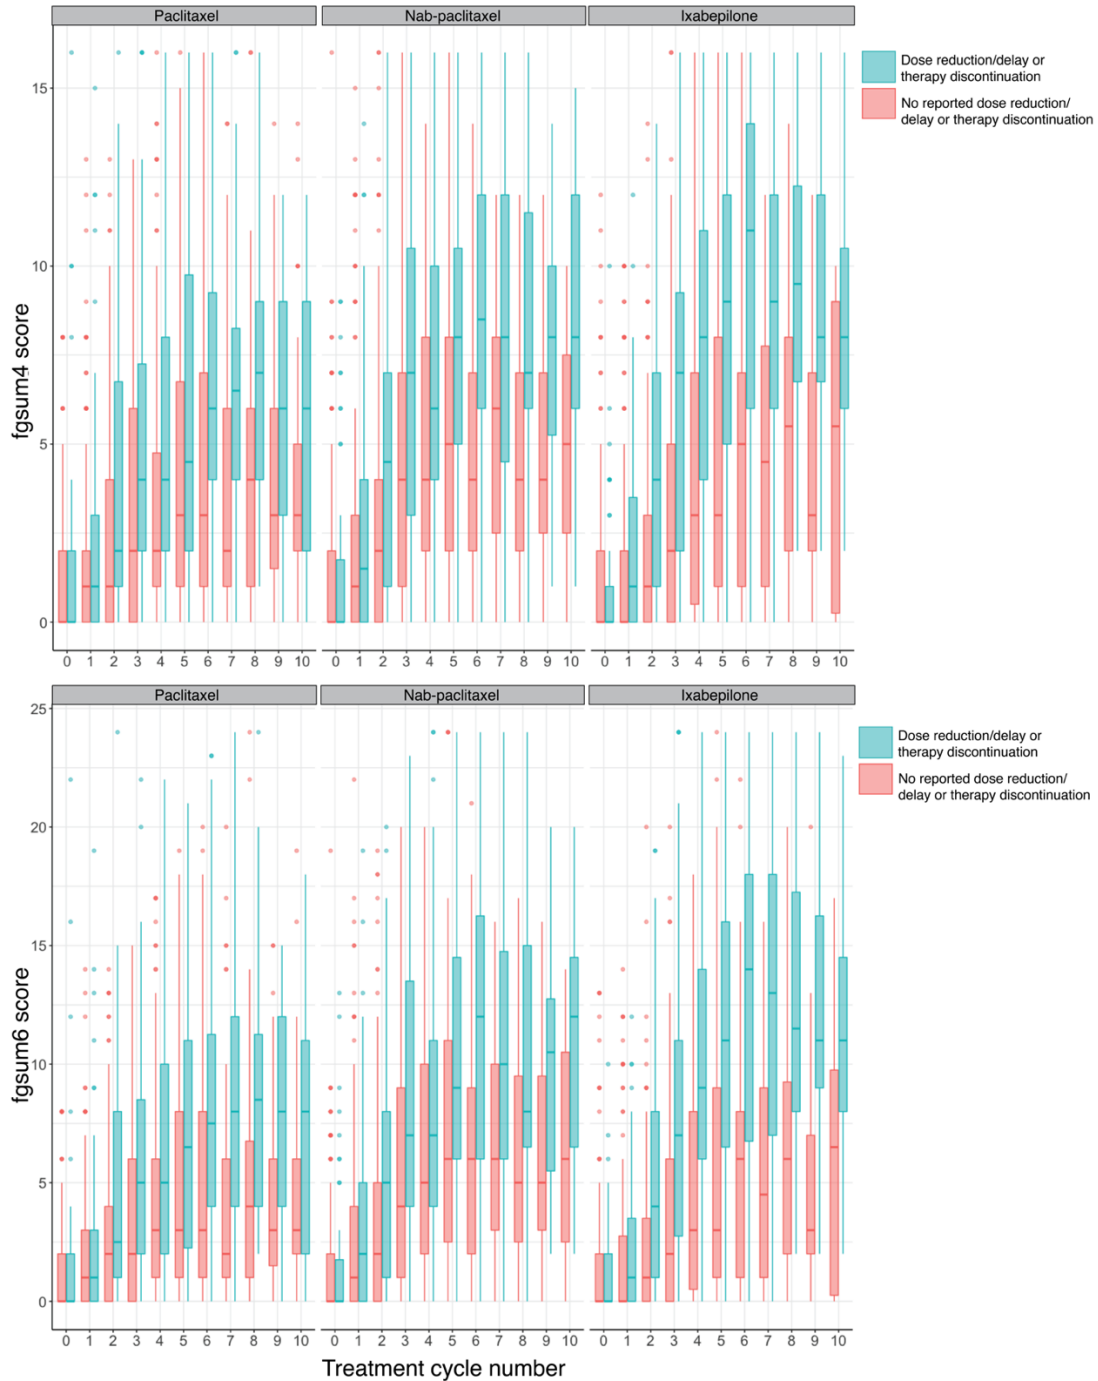 Paclitaxel Nab-paclitaxel Ixabepilone
Dose reduction/delay or
therapy discontinuation
No reported dose reduction/
delay or therapy discontinuation
fgsum4 score
15
10
5
0
0 1 2 3 4 5 6 7 8 9 10 0 1 2 3 4 5 6 7 8 9 10 0 1 2 3 4 5 6 7 8 9 10
Paclitaxel Nab-paclitaxel Ixabepilone
Dose reduction/delay or
therapy discontinuation
No reported dose reduction/
delay or therapy discontinuation
fgsum6 score
25
20
15
10
5
0
0 1 2 3 4 5 6 7 8 9 10 0 1 2 3 4 5 6 7 8 9 10 0 1 2 3 4 5 6 7 8 9 10
Treatment cycle number